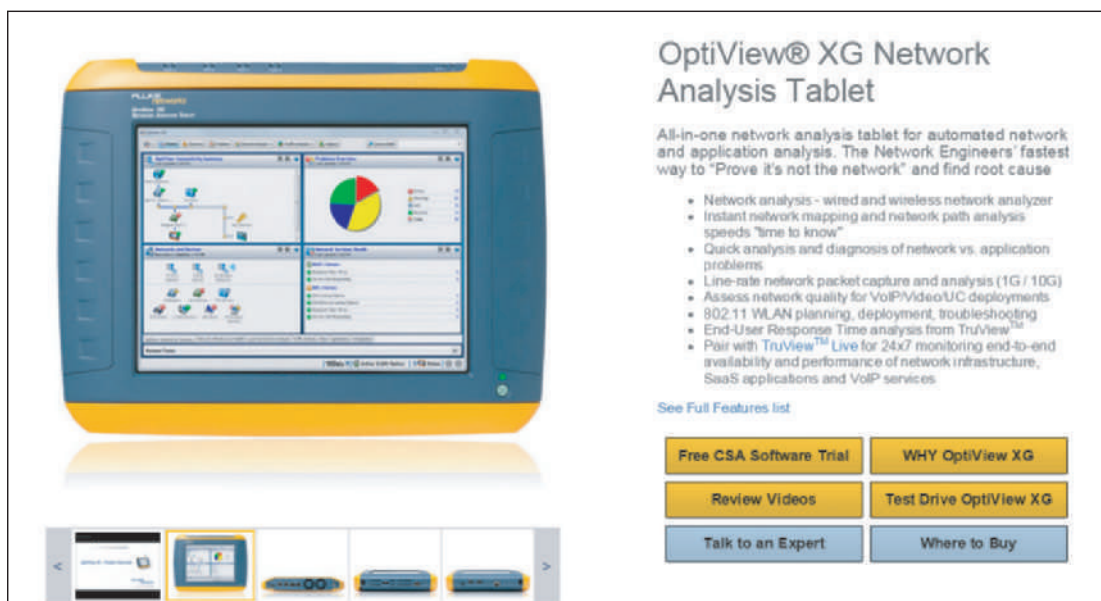 OptiView® XG Network
Analysis Tablet
All-in-one network analysis tablet for automated network
and application analysis. The Network Engineers' fastest
way to "Prove it's not the network" and find root cause
• Network analysis - wired and wireless network analyzer
• Instant network mapping and network path analysis
speeds "time to know"
• Quick analysis and diagnosis of network vs. application
problems
• Line-rate network packet capture and analysis (1G / 10G)
• Assess network quality for VoIP/Video/UC deployments
• 802.11 WLAN planning, deployment, troubleshooting
• End-User Response Time analysis from TruView™
• Pair with TruView™ Live for 24x7 monitoring end-to-end
availability and performance of network infrastructure,
SaaS applications and VoIP services
See Full Features list
Free CSA Software Trial
WHY OptiView XG
Review Videos
Test Drive OptiView XG
Talk to an Expert
Where to Buy
FLUKE
networks
<
>